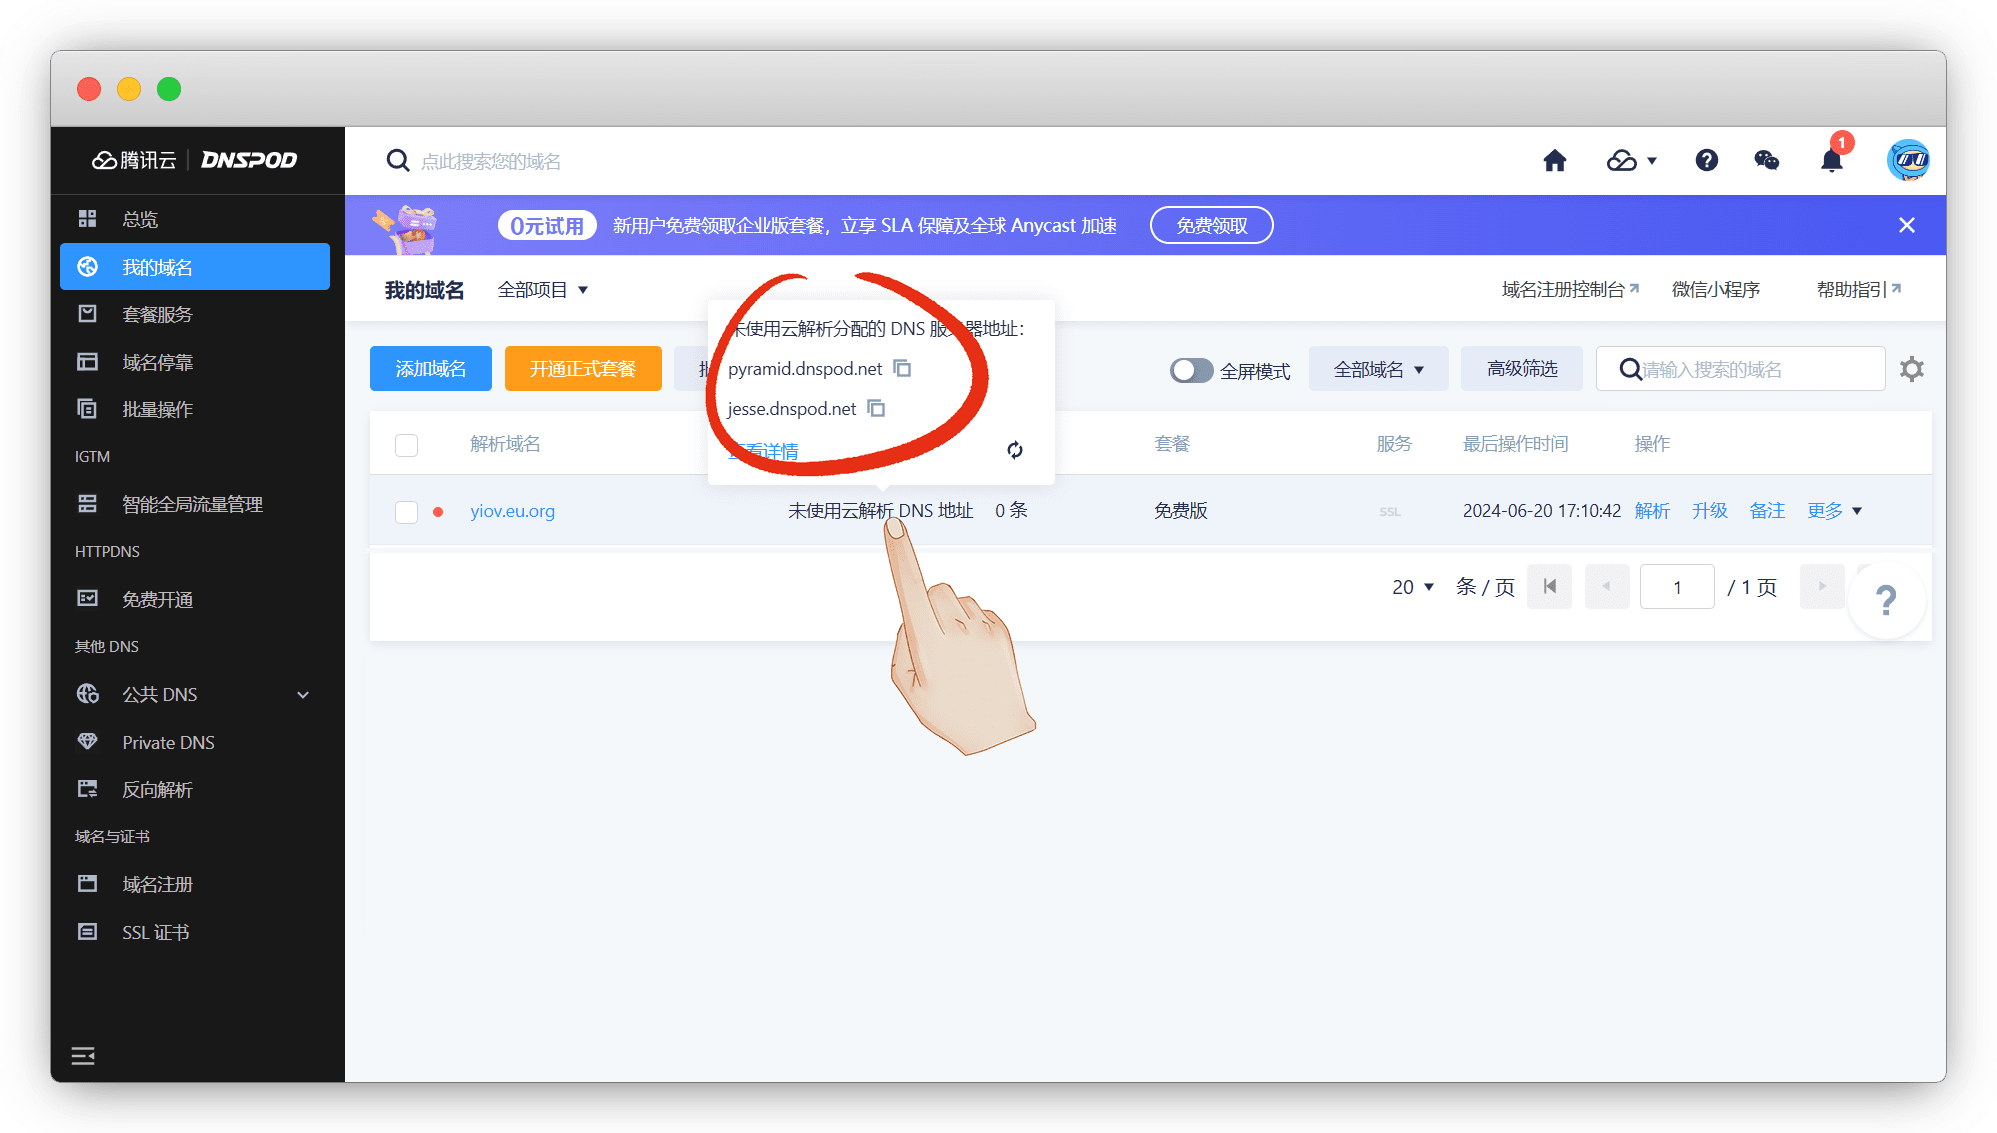 腾讯云 | DNSPOD
点此搜索您的域名
1
总览
我的域名
套餐服务
域名停靠
批量操作
IGTM
智能全局流量管理
HTTPDNS
免费开通
其他 DNS
公共 DNS
Private DNS
反向解析
域名与证书
域名注册
SSL 证书
0元试用 新用户免费领取企业版套餐，立享 SLA 保障及全球 Anycast 加速 免费领取
我的域名 全部项目
域名注册控制台 微信小程序 帮助指引
未使用云解析分配的 DNS 服务器地址：
pyramid.dnspod.net
jesse.dnspod.net
查看详情
添加域名 开通正式套餐 批
全屏模式 全部域名 高级筛选 请输入搜索的域名
解析域名 套餐 服务 最后操作时间 操作
yiov.eu.org 未使用云解析 DNS 地址 0 条 免费版 SSL 2024-06-20 17:10:42 解析 升级 备注 更多
20 条 / 页 1 / 1 页
?